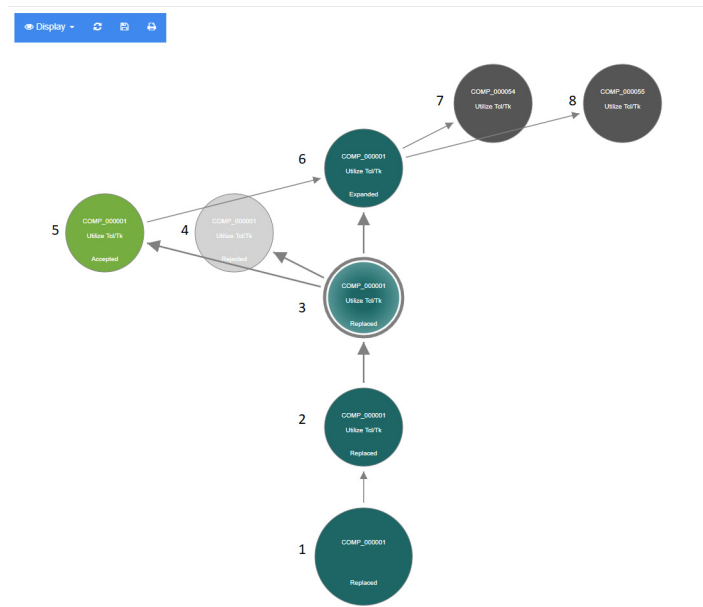 Display
7
COMP_000054
Utilize Tol/Tk
8
COMP_000055
Utilize Tol/Tk
6
COMP_000001
Utilize Tol/Tk
Expanded
5
COMP_000001
Utilize Tol/Tk
Accepted
4
COMP_000001
Utilize Tol/Tk
Rejected
3
COMP_000001
Utilize Tol/Tk
Replaced
2
COMP_000001
Utilize Tol/Tk
Replaced
1
COMP_000001
Replaced